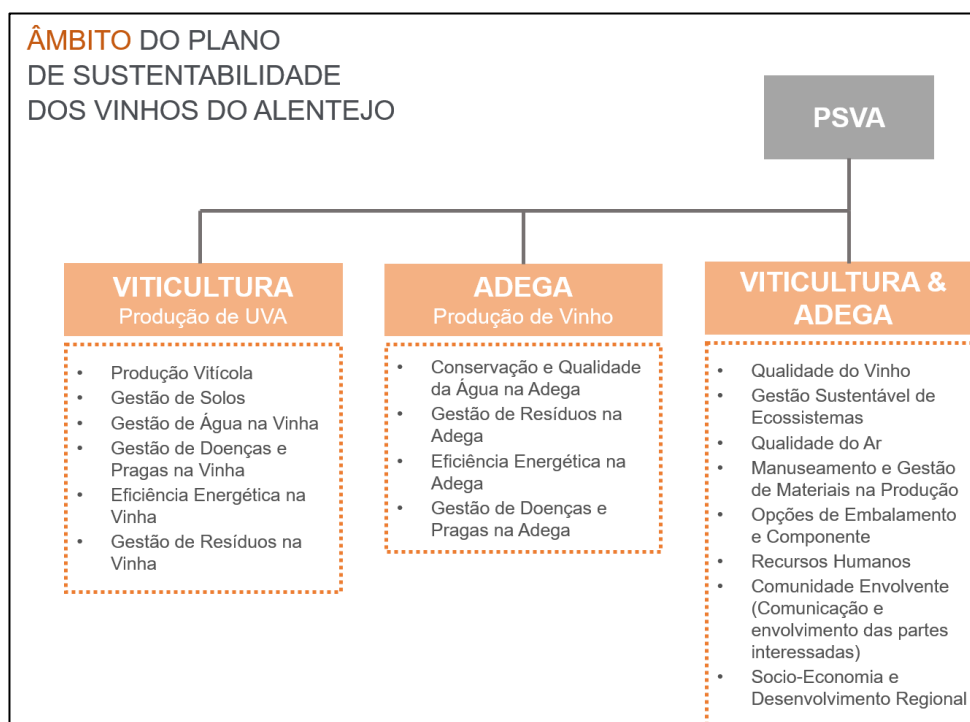 ÂMBITO DO PLANO
DE SUSTENTABILIDADE
DOS VINHOS DO ALENTEJO
PSVA
VITICULTURA
Produção de UVA
• Produção Vitícola
• Gestão de Solos
• Gestão de Água na Vinha
• Gestão de Doenças e
Pragas na Vinha
• Eficiência Energética na
Vinha
• Gestão de Resíduos na
Vinha
ADEGA
Produção de Vinho
• Conservação e Qualidade
da Água na Adega
• Gestão de Resíduos na
Adega
• Eficiência Energética na
Adega
• Gestão de Doenças e
Pragas na Adega
VITICULTURA &
ADEGA
• Qualidade do Vinho
• Gestão Sustentável de
Ecossistemas
• Qualidade do Ar
• Manuseamento e Gestão
de Materiais na Produção
• Opções de Embalamento
e Componente
• Recursos Humanos
• Comunidade Envolvente
(Comunicação e
envolvimento das partes
interessadas)
• Socio-Economia e
Desenvolvimento Regional